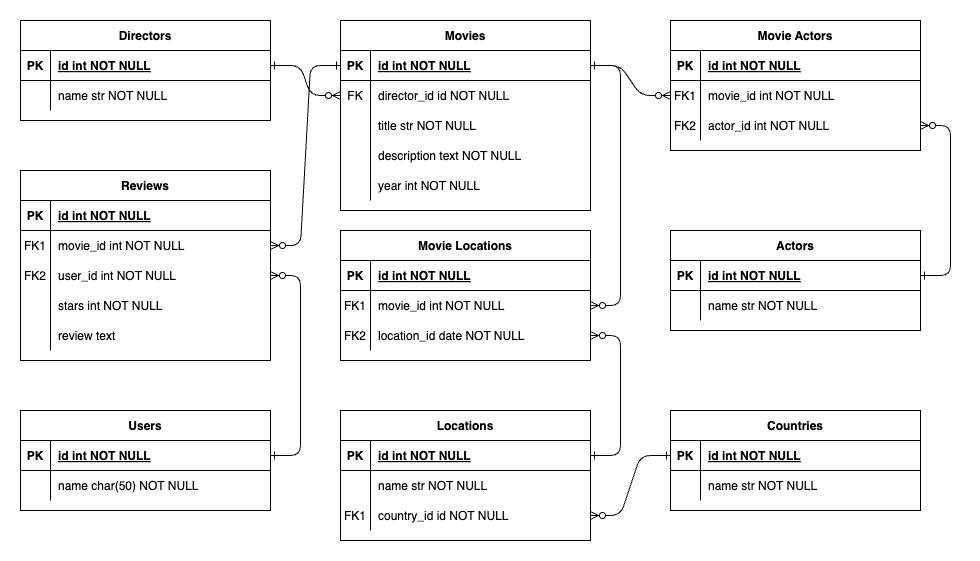 Directors
PK id int NOT NULL
name str NOT NULL
Movies
PK id int NOT NULL
FK director_id id NOT NULL
title str NOT NULL
description text NOT NULL
year int NOT NULL
Movie Actors
PK id int NOT NULL
FK1 movie_id int NOT NULL
FK2 actor_id int NOT NULL
Reviews
PK id int NOT NULL
FK1 movie_id int NOT NULL
FK2 user_id int NOT NULL
stars int NOT NULL
review text
Movie Locations
PK id int NOT NULL
FK1 movie_id int NOT NULL
FK2 location_id date NOT NULL
Actors
PK id int NOT NULL
name str NOT NULL
Users
PK id int NOT NULL
name char(50) NOT NULL
Locations
PK id int NOT NULL
name str NOT NULL
FK1 country_id id NOT NULL
Countries
PK id int NOT NULL
name str NOT NULL